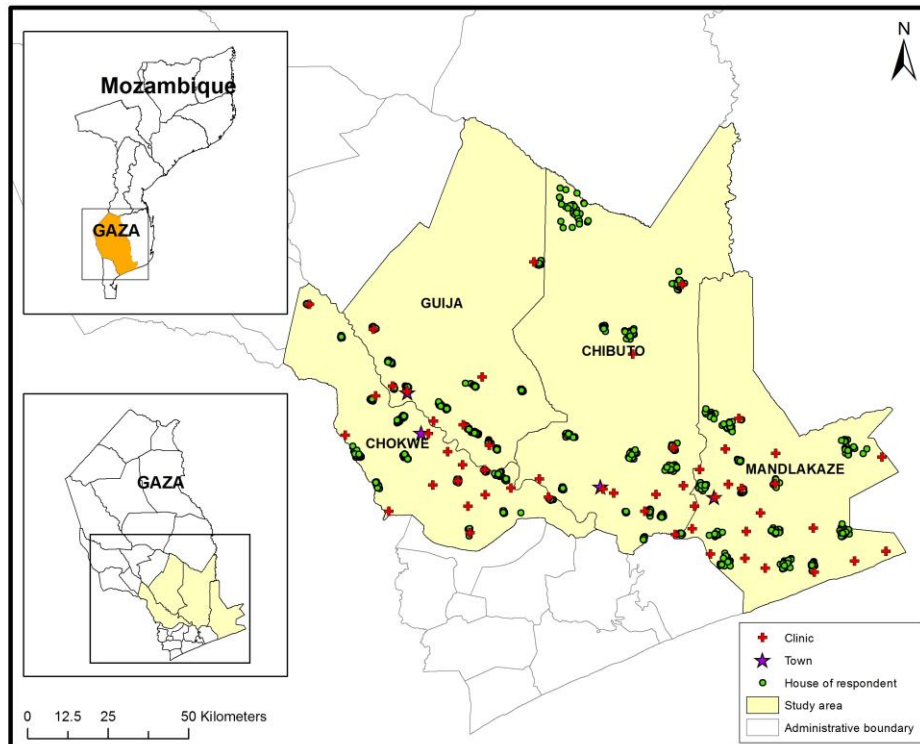 Mozambique
GAZA
N
GUIJA
CHIBUTO
CHOKWE
MANDLAKAZE
GAZA
0 12.5 25 50 Kilometers
Clinic
Town
House of respondent
Study area
Administrative boundary